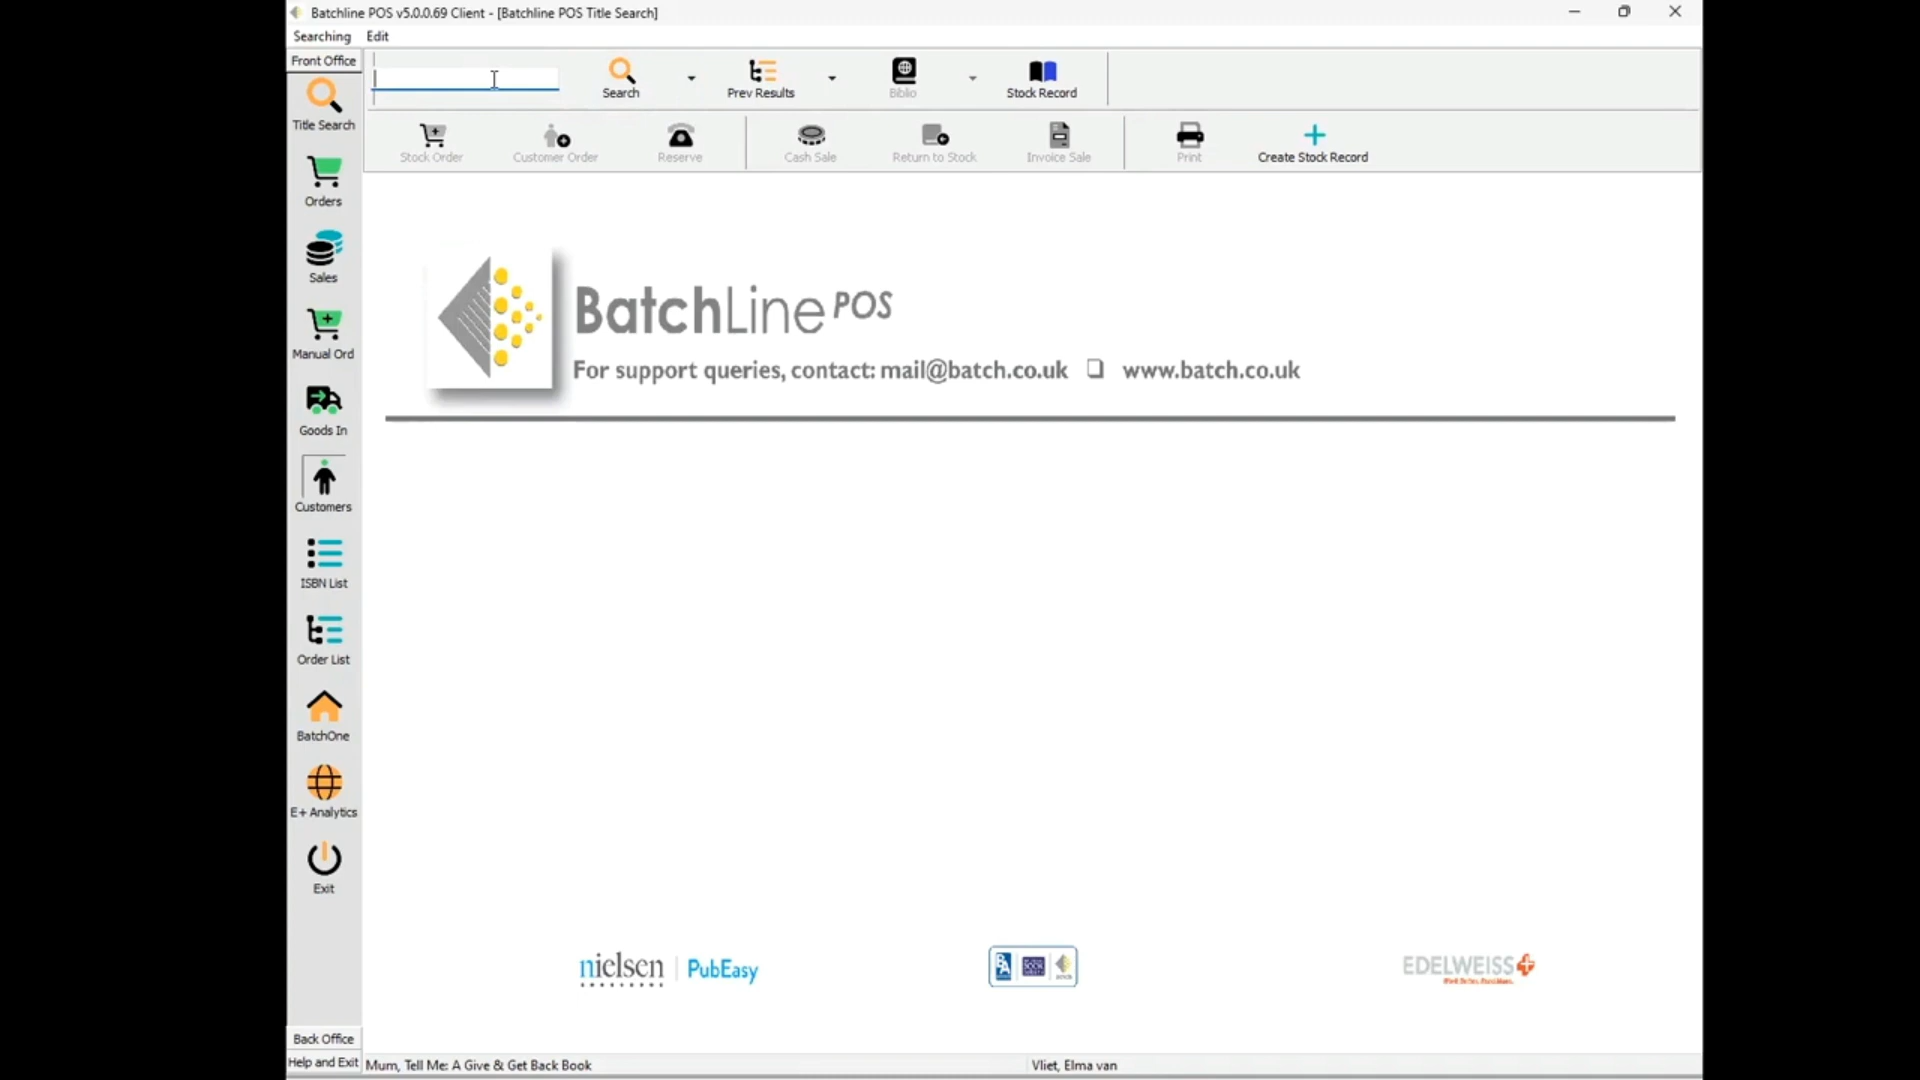 Batchline POS v5.0.0.69 Client - [Batchline POS Title Search]
Searching Edit
Front Office
Search Prev Results Biblio Stock Record
Title Search
Stock Order Customer Order Reserve Cash Sale Return to Stock Invoice Sale Print Create Stock Record
Orders
Sales
BatchLine POS
Manual Ord
For support queries, contact: mail@batch.co.uk ❑ www.batch.co.uk
Goods In
Customers
ISBN List
Order List
BatchOne
E+ Analytics
Exit
nielsen PubEasy
BA
EDELWEISS+
Back Office
Help and Exit Mum, Tell Me: A Give & Get Back Book Vliet, Elma van